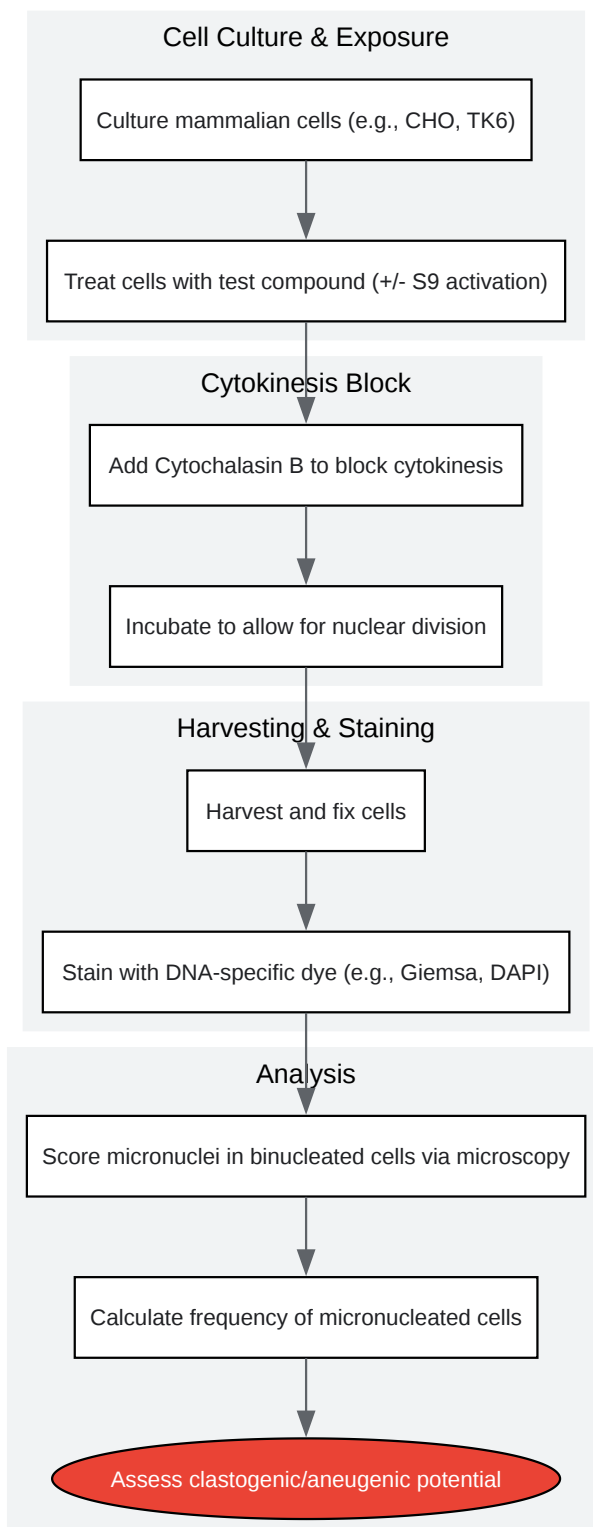 Cell Culture & Exposure
Culture mammalian cells (e.g., CHO, TK6)
Treat cells with test compound (+/- S9 activation)
Cytokinesis Block
Add Cytochalasin B to block cytokinesis
Incubate to allow for nuclear division
Harvesting & Staining
Harvest and fix cells
Stain with DNA-specific dye (e.g., Giemsa, DAPI)
Analysis
Score micronuclei in binucleated cells via microscopy
Calculate frequency of micronucleated cells
Assess clastogenic/aneugenic potential